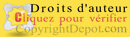 Droits d'auteur
Cliquez pour vérifier
CopyrightDepot.com